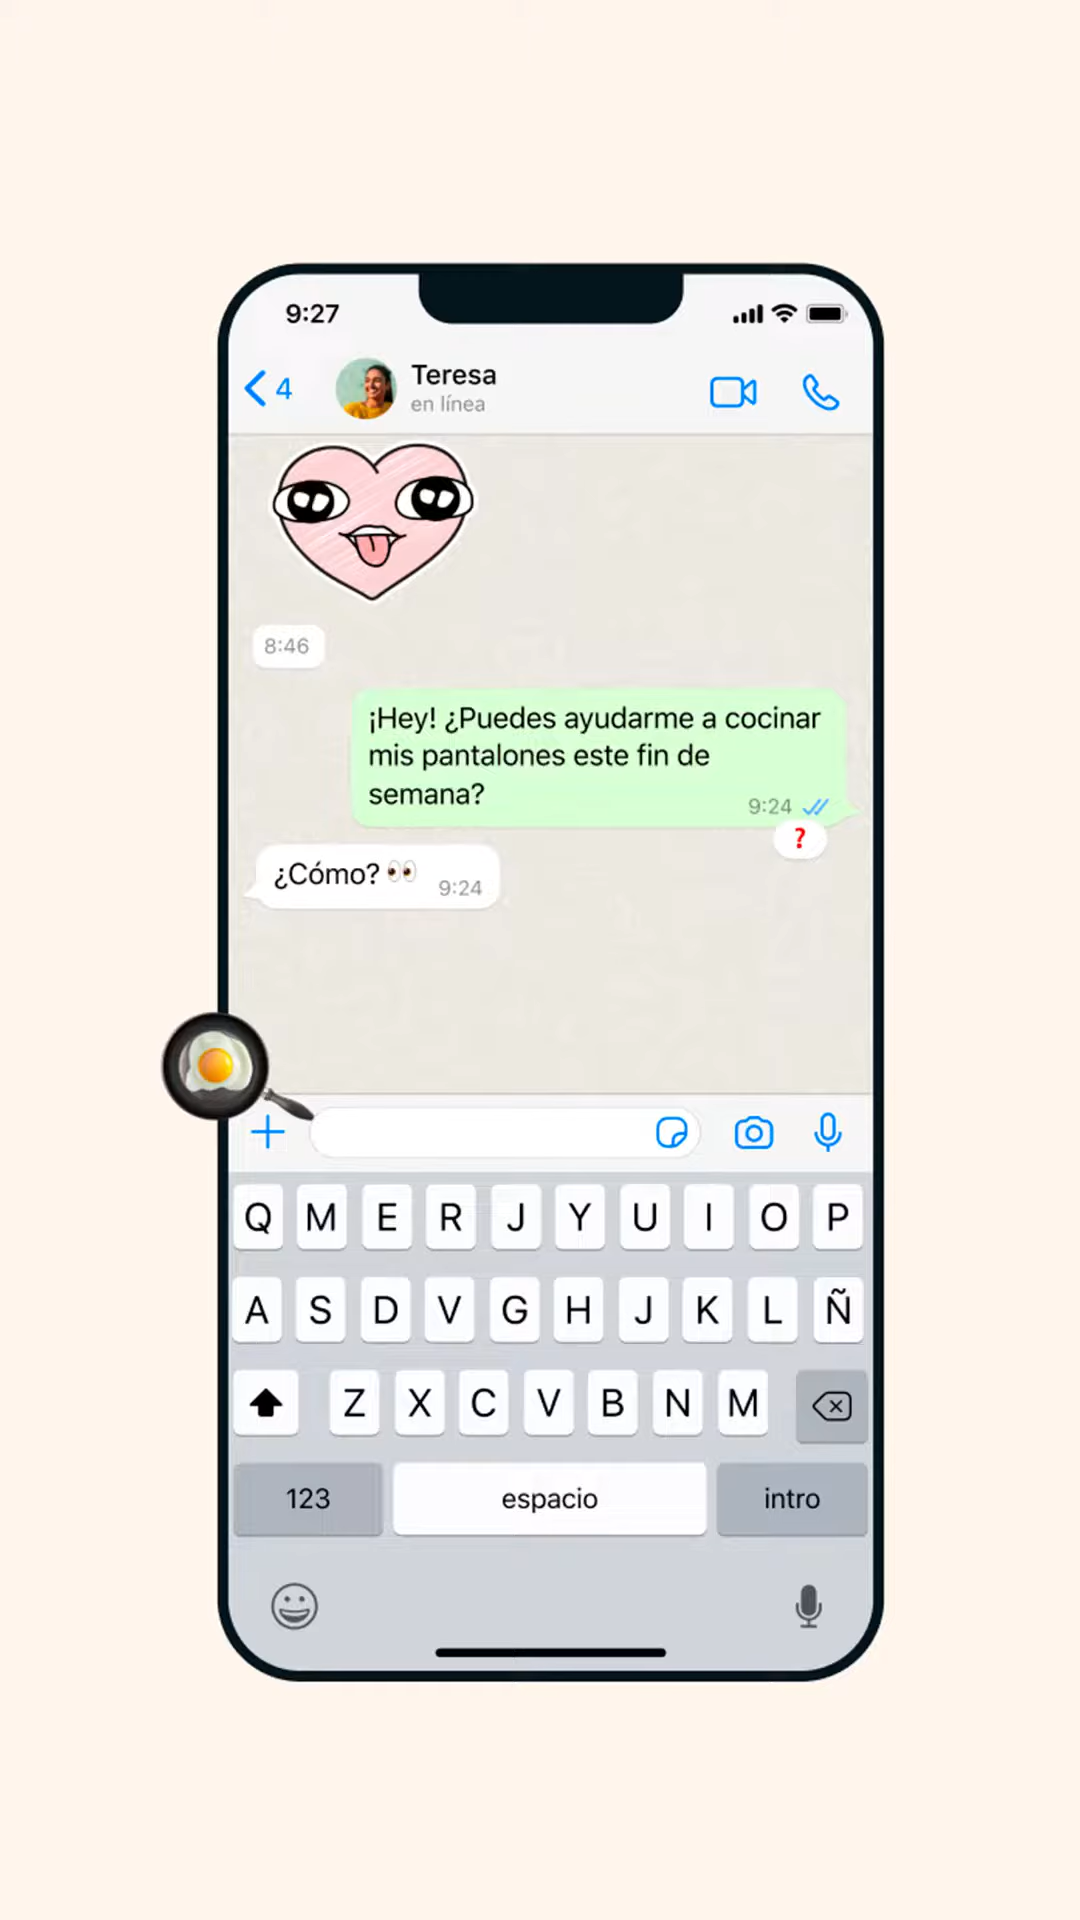 9:27
4
Teresa
en línea
8:46
¡Hey! ¿Puedes ayudarme a cocinar
mis pantalones este fin de
semana?
9:24
?
¿Cómo? 👀
9:24
Q M E R J Y U I O P
A S D V G H J K L Ñ
Z X C V B N M
123 espacio intro